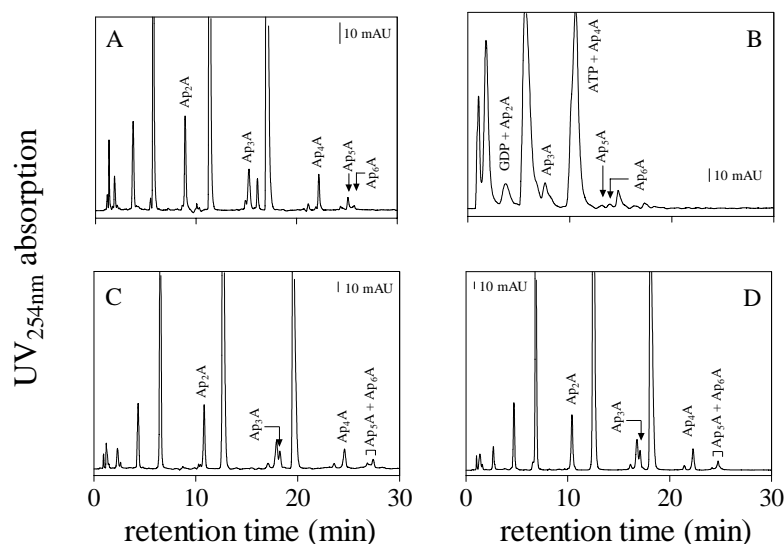 UV254nm absorption
A
10 mAU
Ap2A
Ap3A
Ap4A
Ap5A
Ap6A
B
GDP + Ap2A
Ap3A
ATP + Ap4A
Ap5A
Ap6A
10 mAU
C
10 mAU
Ap2A
Ap3A
Ap4A
Ap5A + Ap6A
0 10 20 30
retention time (min)
D
10 mAU
Ap2A
Ap3A
Ap4A
Ap5A + Ap6A
0 10 20 30
retention time (min)